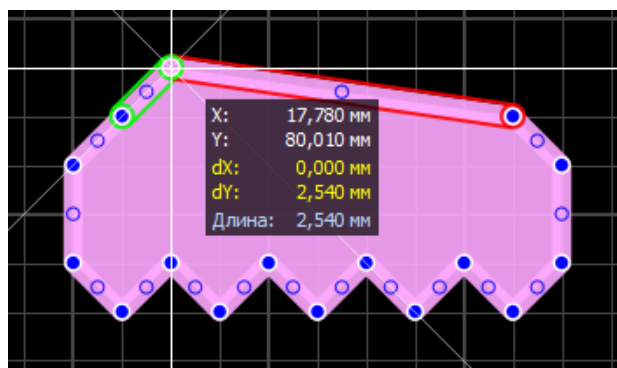 X: 17,780 мм
Y: 80,010 мм
dX: 0,000 мм
dY: 2,540 мм
Длина: 2,540 мм